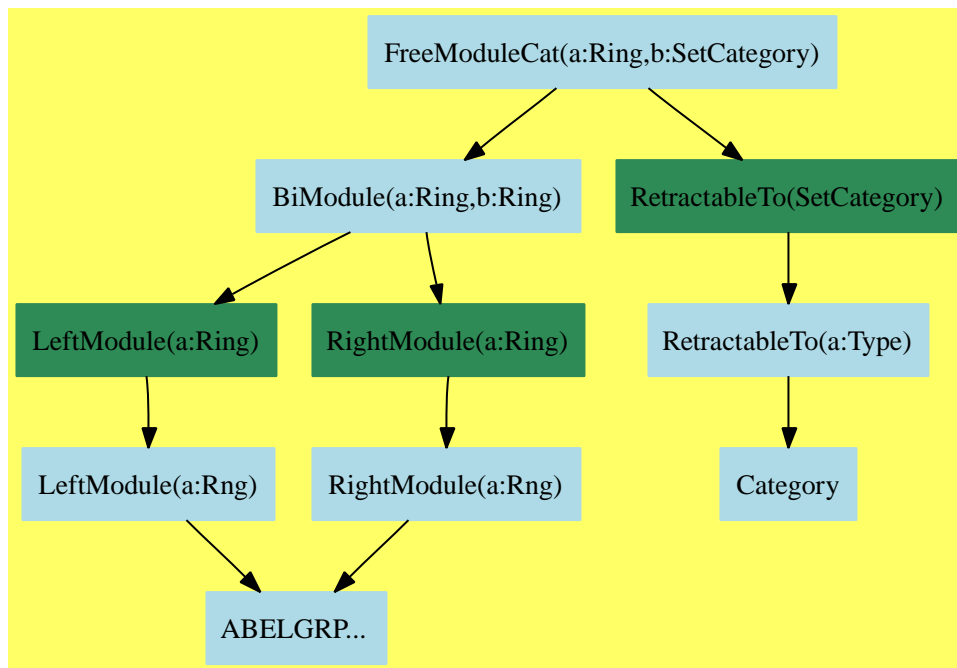 FreeModuleCat(a:Ring,b:SetCategory)
BiModule(a:Ring,b:Ring)
RetractableTo(SetCategory)
LeftModule(a:Ring)
RightModule(a:Ring)
RetractableTo(a:Type)
LeftModule(a:Rng)
RightModule(a:Rng)
Category
ABELGRP...